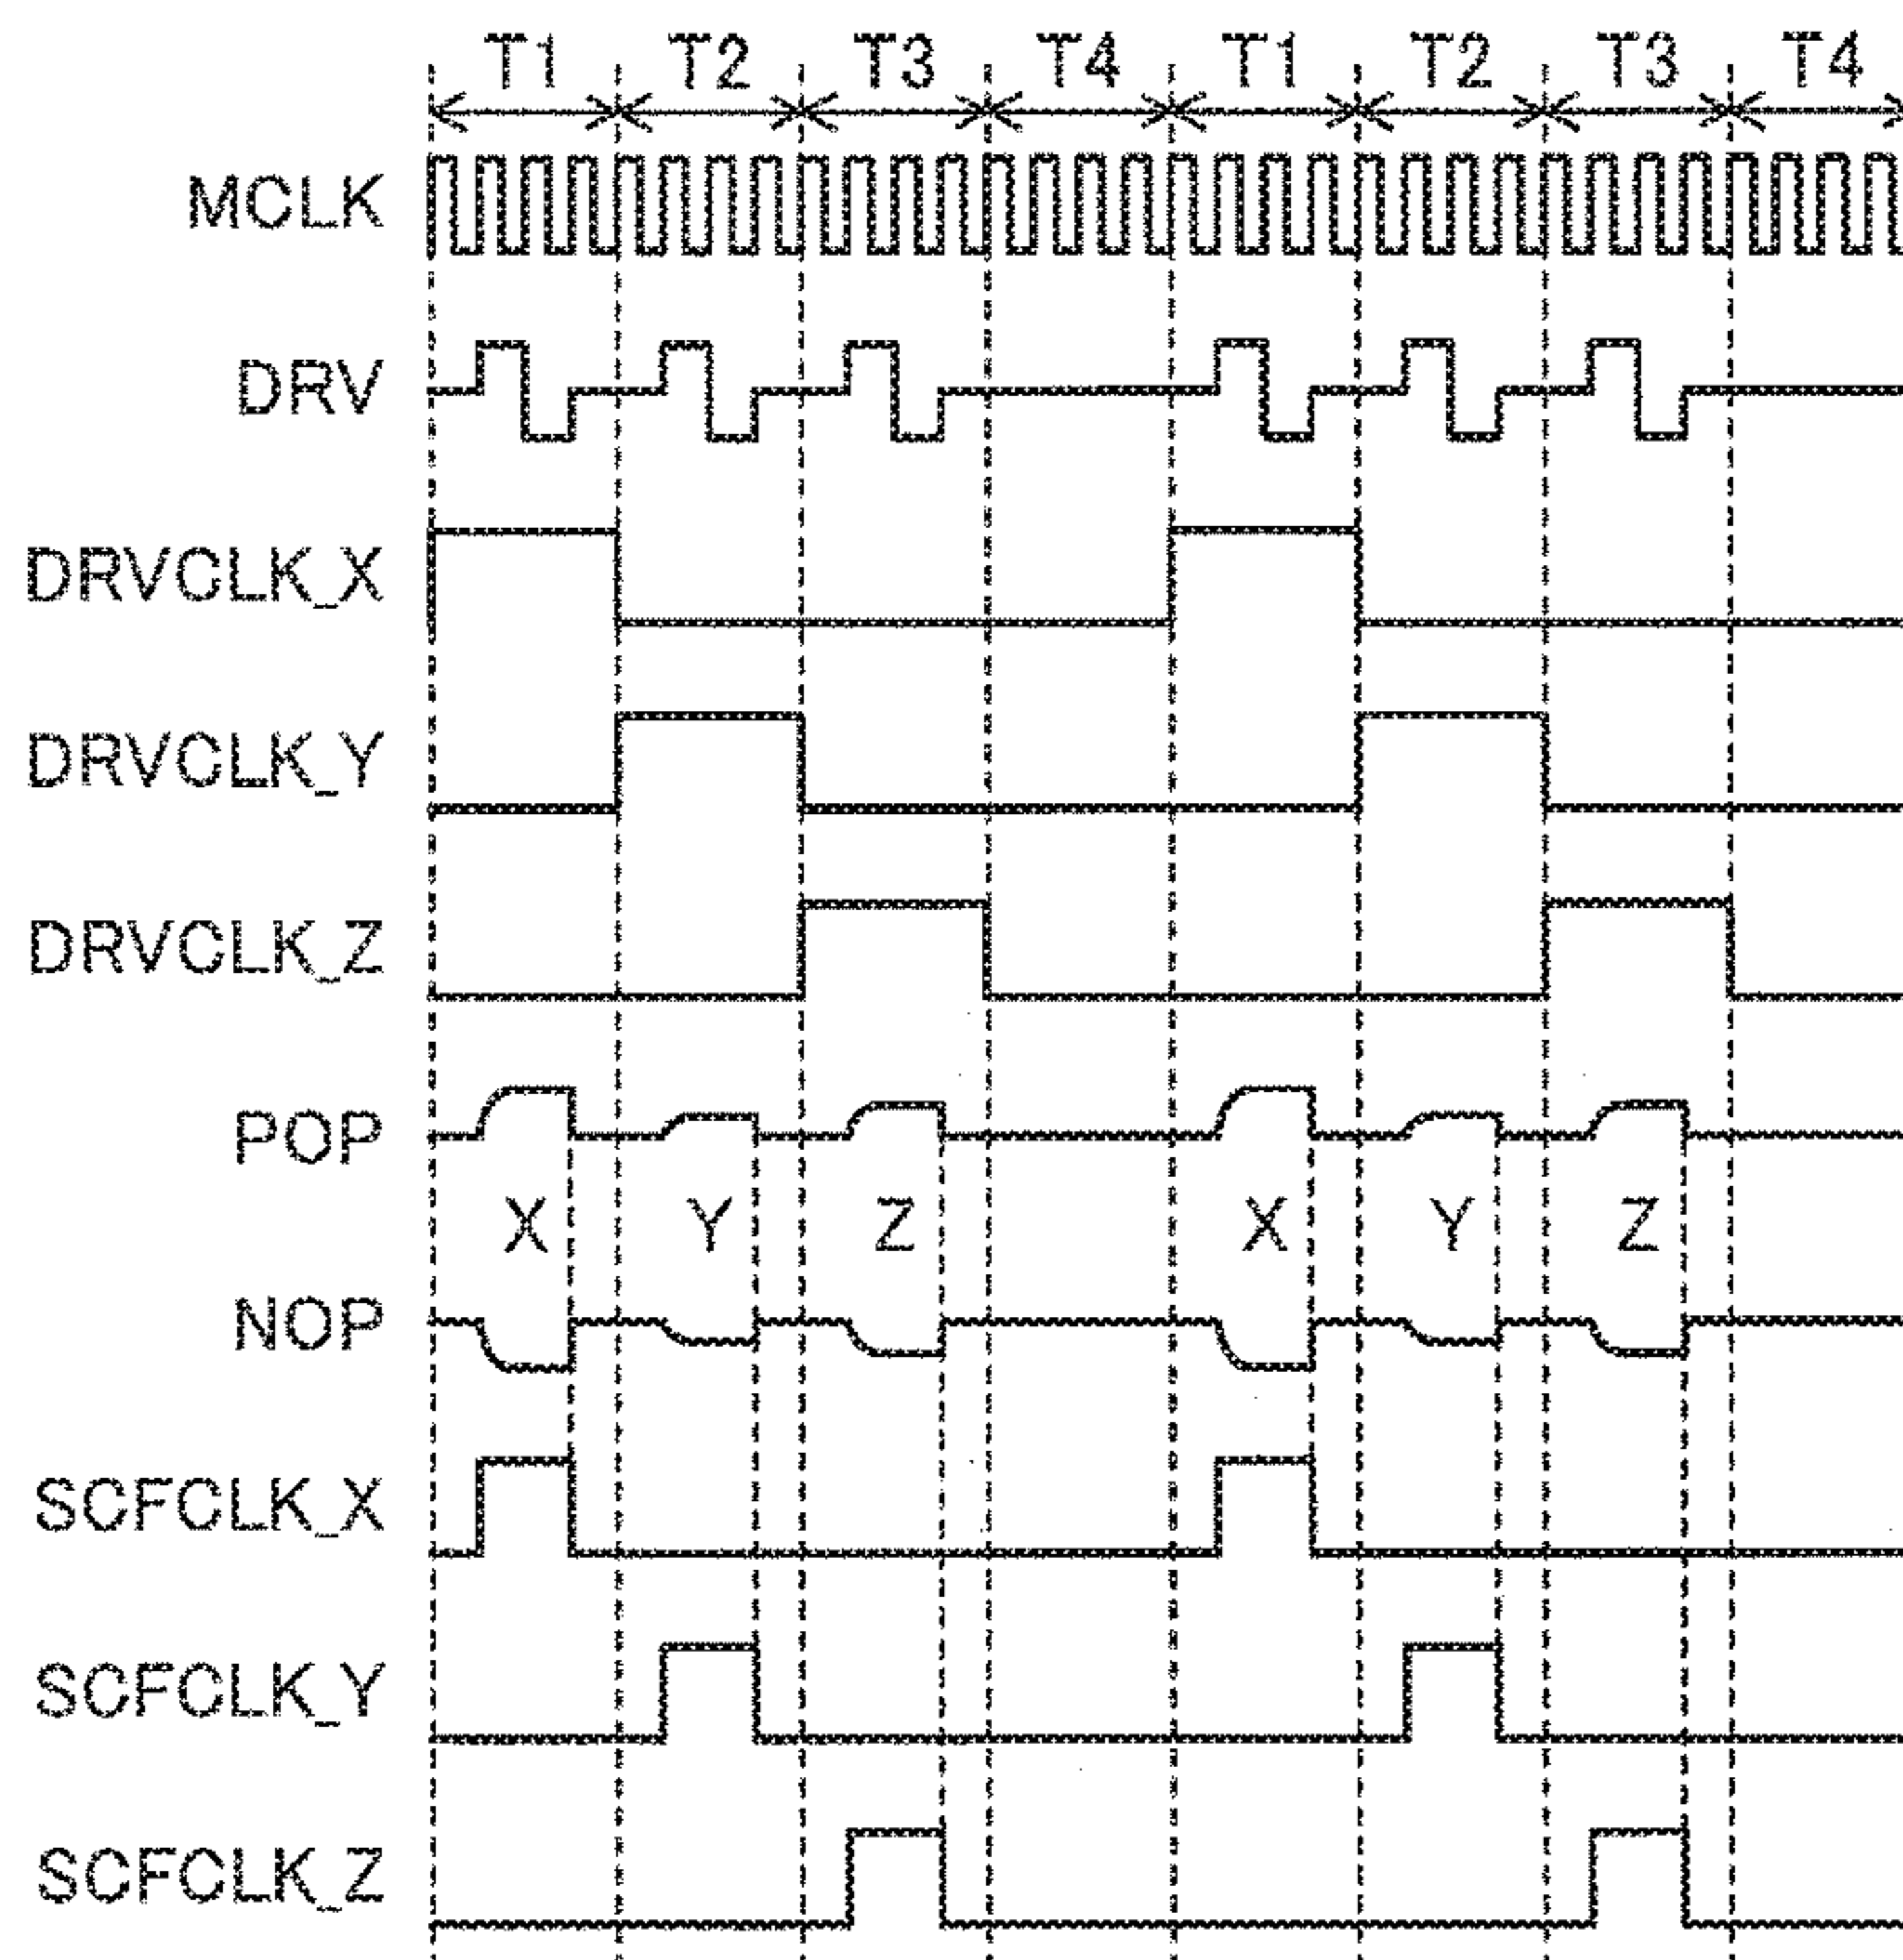 T1 T2 T3 T4 T1 T2 T3 T4
MCLK
DRV
DRVCLK_X
DRVCLK_Y
DRVCLK_Z
POP
X Y Z X Y Z
NOP
SCFCLK_X
SCFCLK_Y
SCFCLK_Z